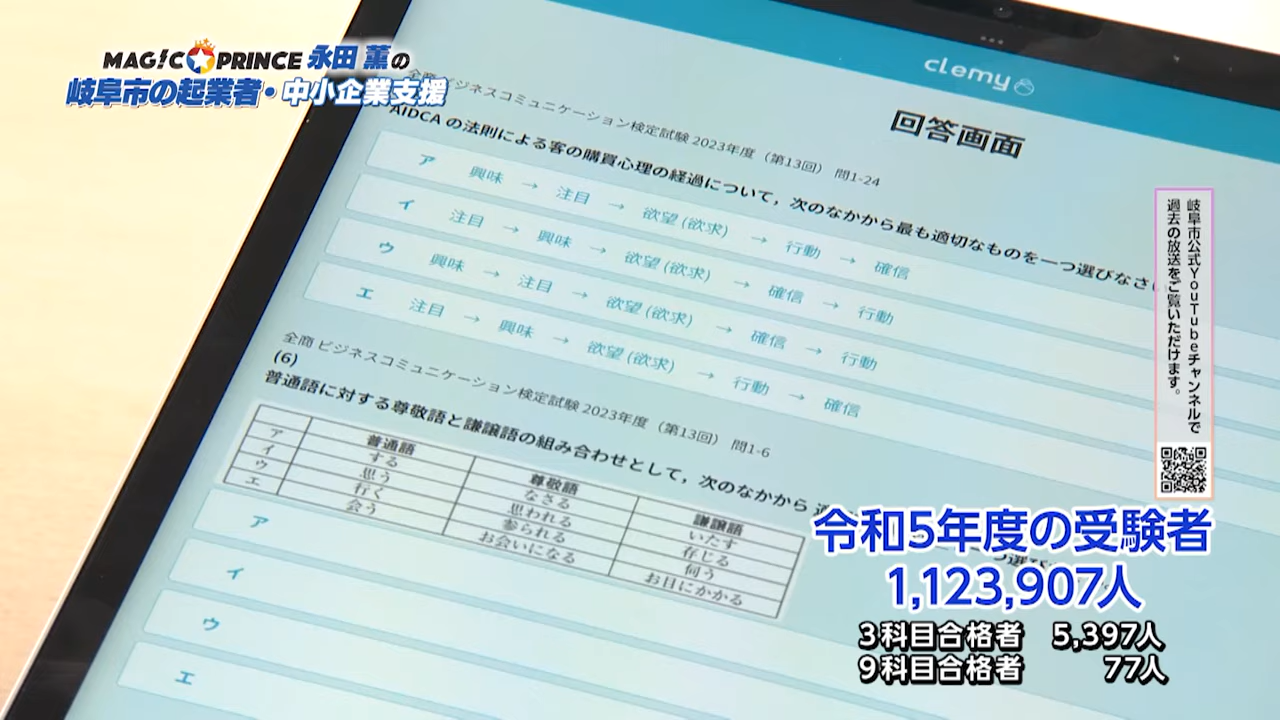 MAG!C☆PRINCE 永田 薫の
岐阜市の起業者・中小企業支援
clemy
回答画面
全商 ビジネスコミュニケーション検定試験 2023年度（第13回） 問1-24
AIDCA の法則による客の購買心理の経過について，次のなかから最も適切なものを一つ選びなさい
ア 興味 → 注目 → 欲望 (欲求) → 行動 → 確信
イ 注目 → 興味 → 欲望 (欲求) → 確信 → 行動
ウ 興味 → 注目 → 欲望 (欲求) → 確信 → 行動
エ 注目 → 興味 → 欲望 (欲求) → 行動 → 確信
全商 ビジネスコミュニケーション検定試験 2023年度（第13回） 問1-6
(6)
普通語に対する尊敬語と謙譲語の組み合わせとして，次のなかから
普通語 尊敬語 謙譲語
ア する なさる いたす
イ 思う 思われる 存じる
ウ 行く 参られる 伺う
エ 会う お会いになる お目にかかる
ア
イ
ウ
エ
岐阜市公式YouTubeチャンネルで
過去の放送をご覧いただけます。
令和5年度の受験者
1,123,907人
3科目合格者 5,397人
9科目合格者 77人